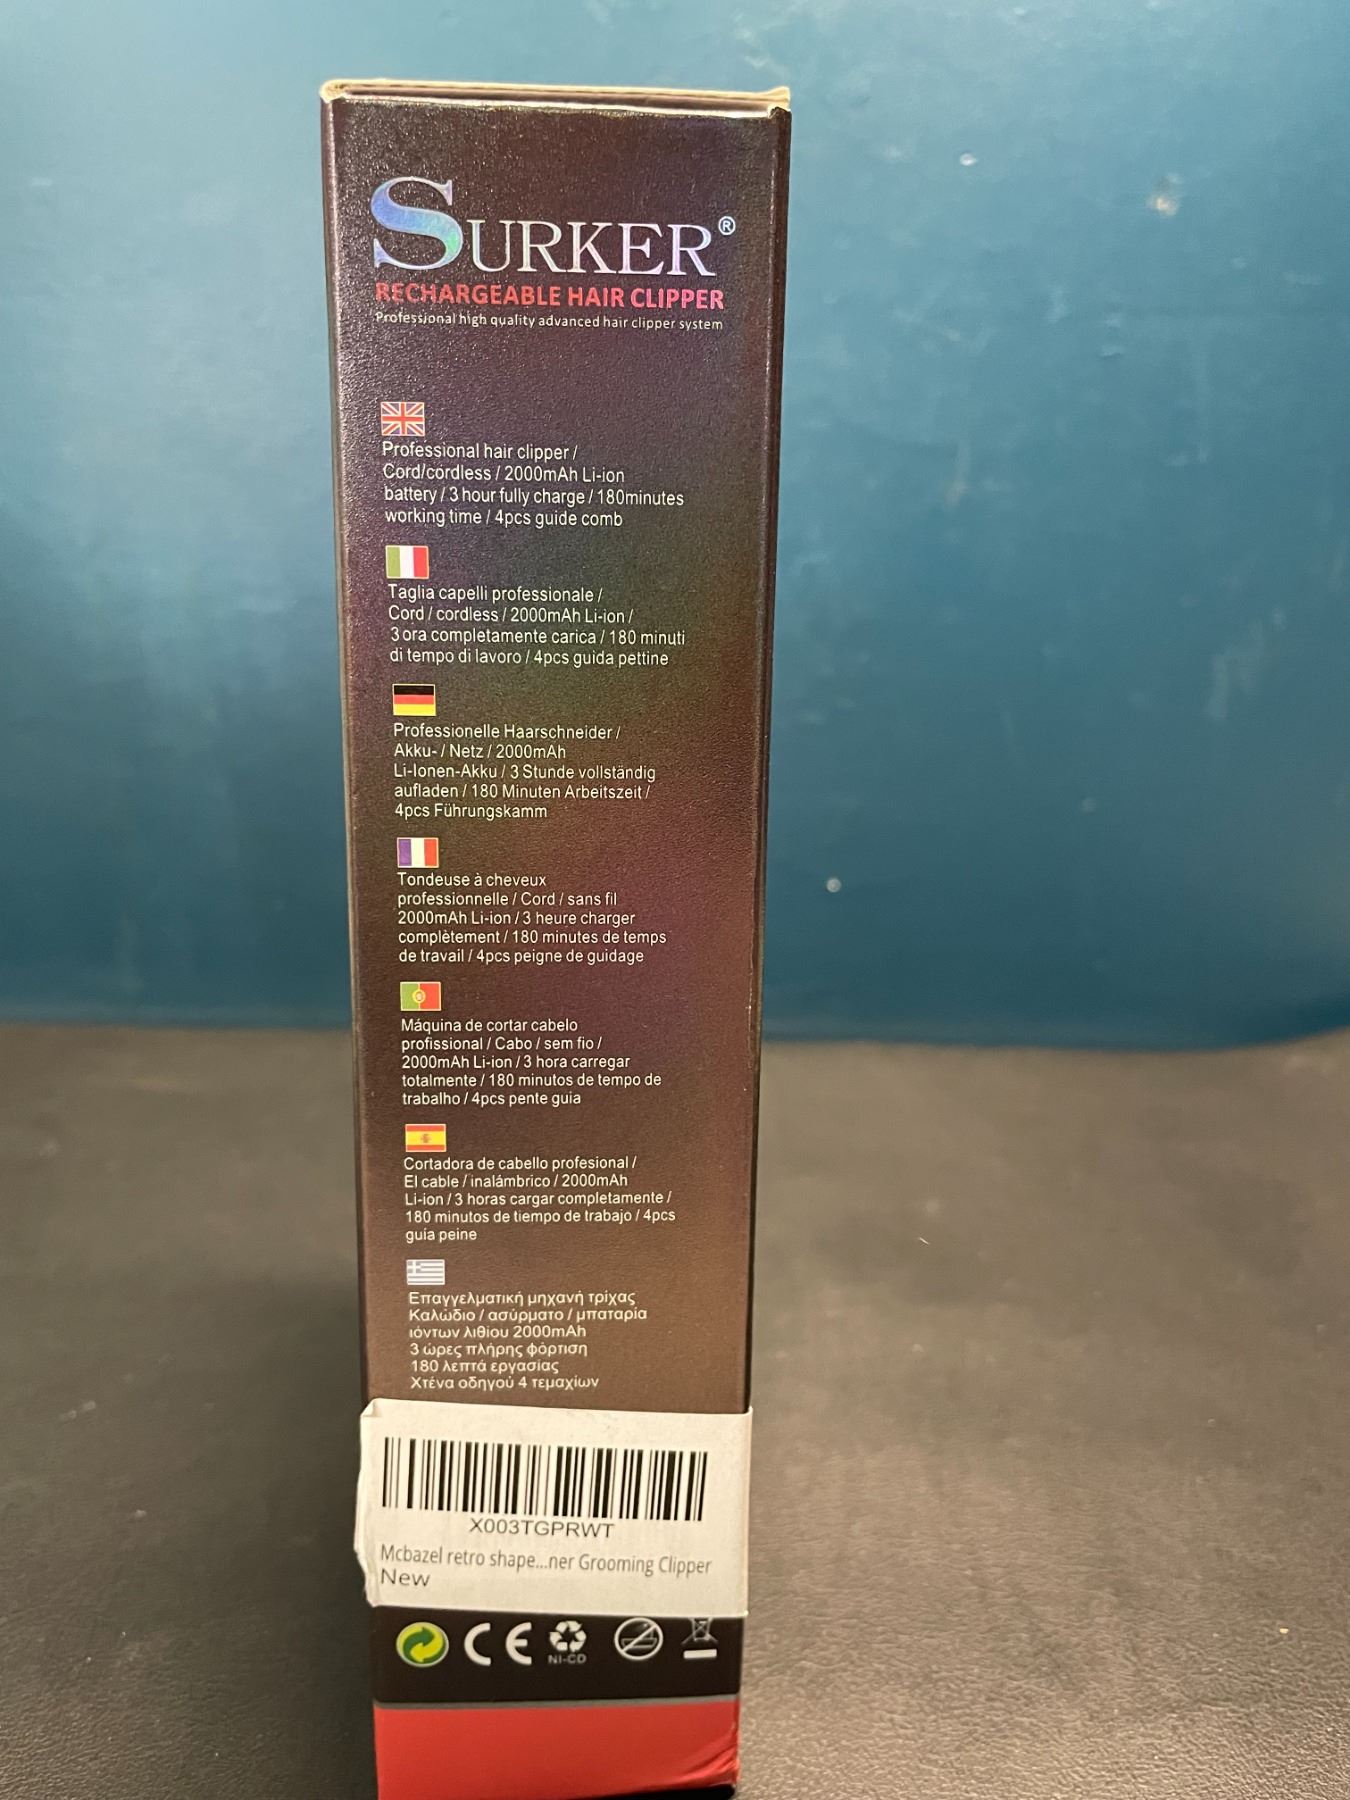 SURKER®
RECHARGEABLE HAIR CLIPPER
Professional high quality advanced hair clipper system
Professional hair clipper /
Cord/cordless / 2000mAh Li-ion
battery / 3 hour fully charge / 180minutes
working time / 4pcs guide comb
Taglia capelli professionale /
Cord / cordless / 2000mAh Li-ion /
3 ora completamente carica / 180 minuti
di tempo di lavoro / 4pcs guida pettine
Professionelle Haarschneider /
Akku- / Netz / 2000mAh
Li-Ionen-Akku / 3 Stunde vollständig
aufladen / 180 Minuten Arbeitszeit /
4pcs Führungskamm
Tondeuse à cheveux
professionnelle / Cord / sans fil
2000mAh Li-ion / 3 heure charger
complètement / 180 minutes de temps
de travail / 4pcs peigne de guidage
Máquina de cortar cabelo
profissional / Cabo / sem fio /
2000mAh Li-ion / 3 hora carregar
totalmente / 180 minutos de tempo de
trabalho / 4pcs pente guia
Cortadora de cabello profesional /
El cable / inalámbrico / 2000mAh
Li-ion / 3 horas cargar completamente /
180 minutos de tiempo de trabajo / 4pcs
guía peine
Επαγγελματική μηχανή τρίχας
Καλώδιο / ασύρματο / μπαταρία
ιόντων λιθίου 2000mAh
3 ώρες πλήρης φόρτιση
180 λεπτά εργασίας
Χτένα οδηγού 4 τεμαχίων
X003TGPRWT
Mcbazel retro shape...ner Grooming Clipper
New
CE
NI-CD